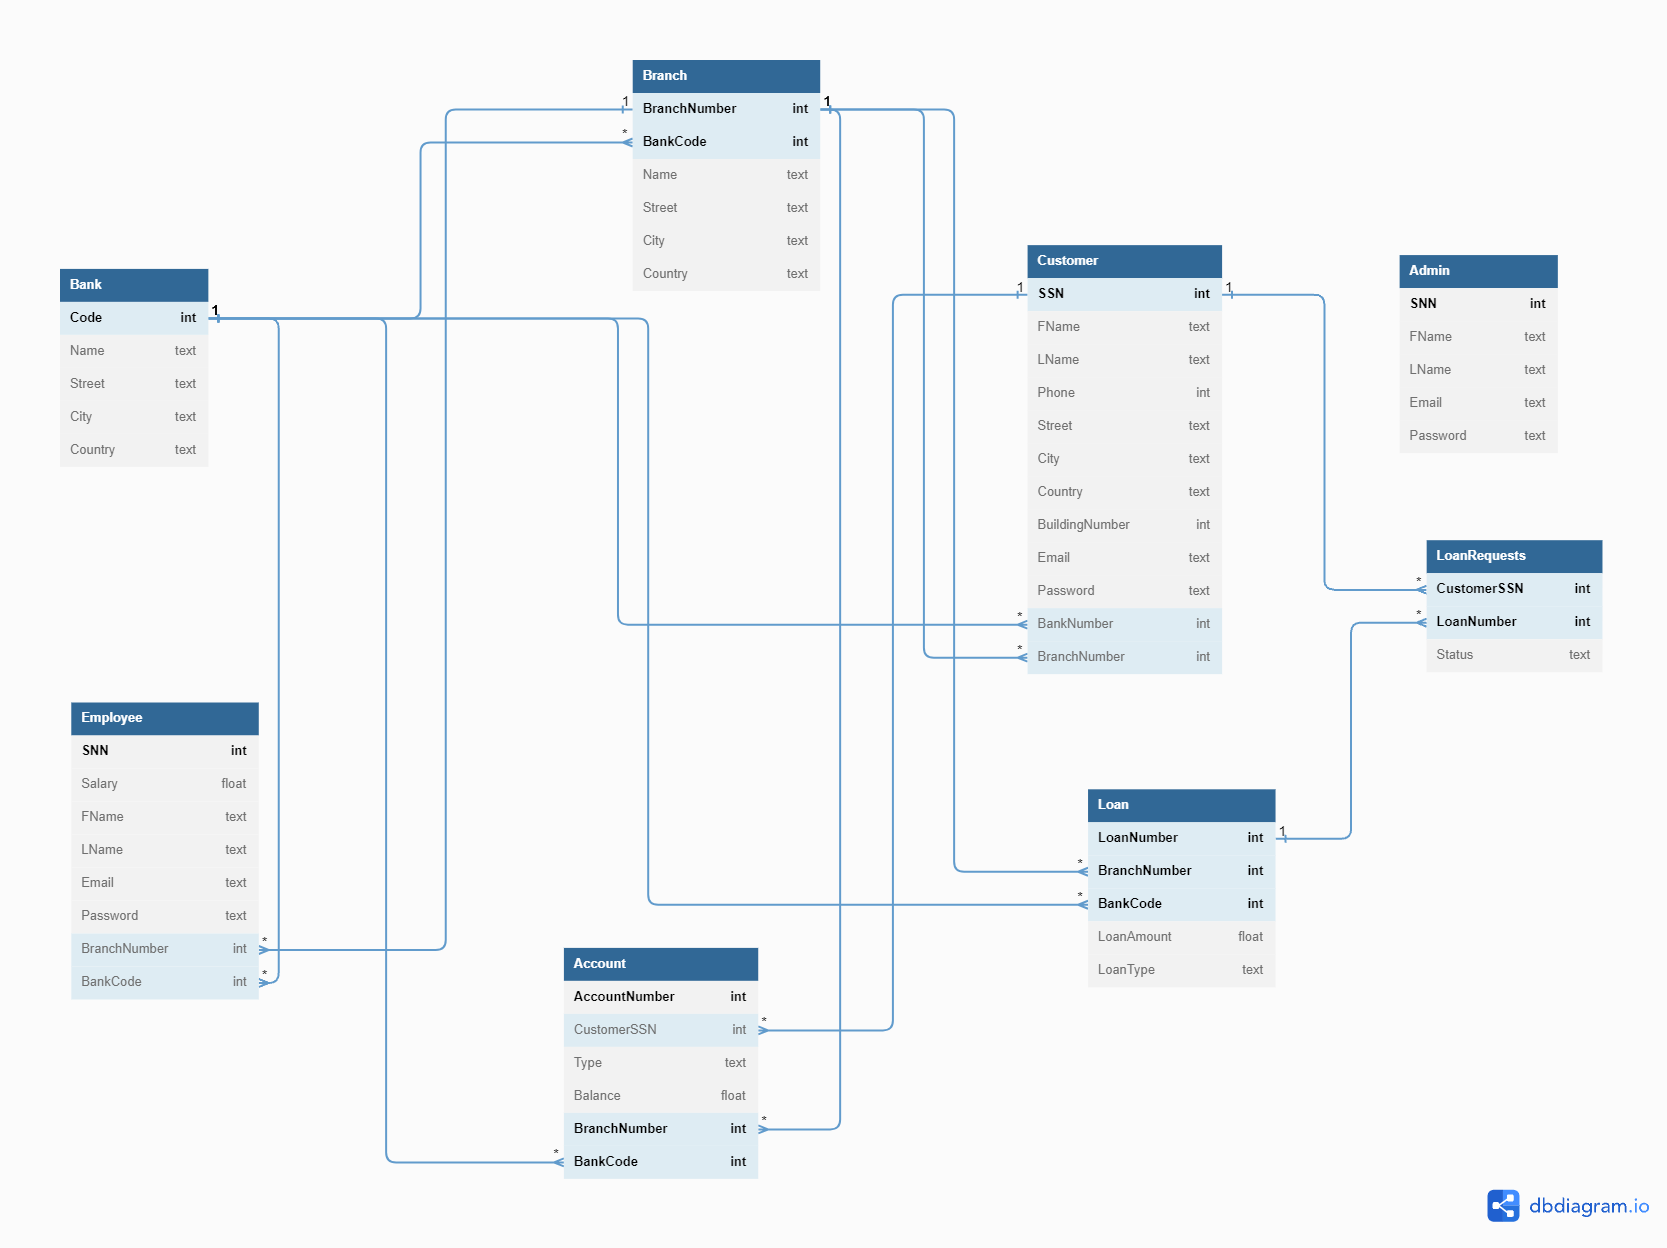 Branch
1 BranchNumber int 1
* BankCode int
Name text
Street text
City text
Country text
Bank
Code int 1
Name text
Street text
City text
Country text
Customer
1 SSN int 1
FName text
LName text
Phone int
Street text
City text
Country text
BuildingNumber int
Email text
Password text
* BankNumber int
* BranchNumber int
Admin
SNN int
FName text
LName text
Email text
Password text
LoanRequests
* CustomerSSN int
* LoanNumber int
Status text
Employee
SNN int
Salary float
FName text
LName text
Email text
Password text
BranchNumber int *
BankCode int *
Loan
LoanNumber int 1
* BranchNumber int
* BankCode int
LoanAmount float
LoanType text
Account
AccountNumber int
CustomerSSN int *
Type text
Balance float
BranchNumber int *
* BankCode int
dbdiagram.io